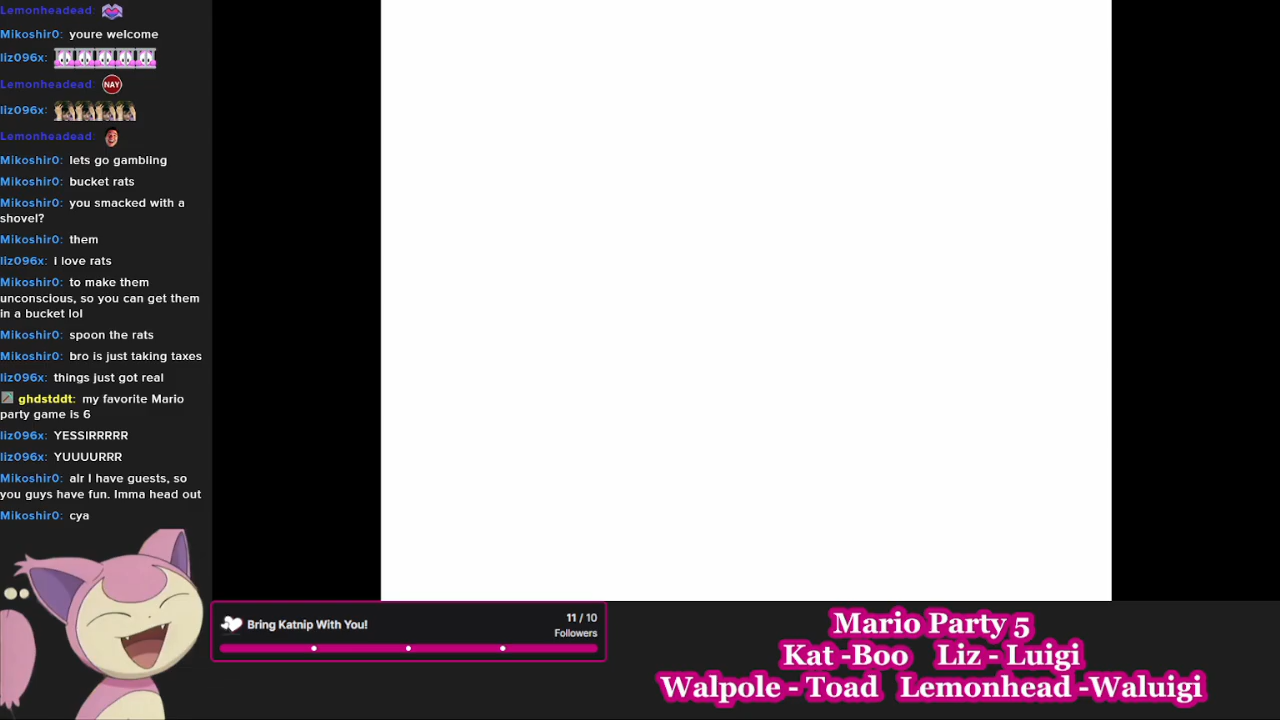 Lemonheadead:
Mikoshir0: youre welcome
liz096x:
Lemonheadead: NAY
liz096x:
Lemonheadead:
Mikoshir0: lets go gambling
Mikoshir0: bucket rats
Mikoshir0: you smacked with a
shovel?
Mikoshir0: them
liz096x: I love rats
Mikoshir0: to make them
unconscious, so you can get them
in a bucket lol
Mikoshir0: spoon the rats
Mikoshir0: bro is just taking taxes
liz096x: things just got real
ghdstddt: my favorite Mario
party game is 6
liz096x: YESSIRRRRR
liz096x: YUUUURRR
Mikoshir0: alr I have guests, so
you guys have fun. Imma head out
Mikoshir0: cya
Bring Katnip With You!
11 / 10
Followers
Mario Party 5
Kat -Boo Liz - Luigi
Walpole - Toad Lemonhead -Waluigi